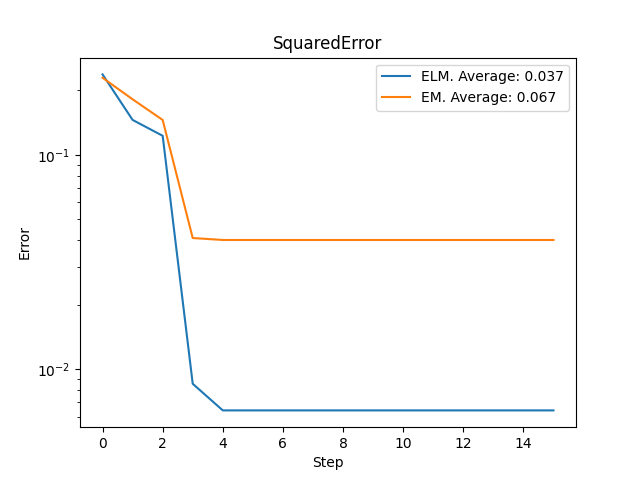 SquaredError
ELM. Average: 0.037
EM. Average: 0.067
10⁻¹
10⁻²
Error
0 2 4 6 8 10 12 14
Step